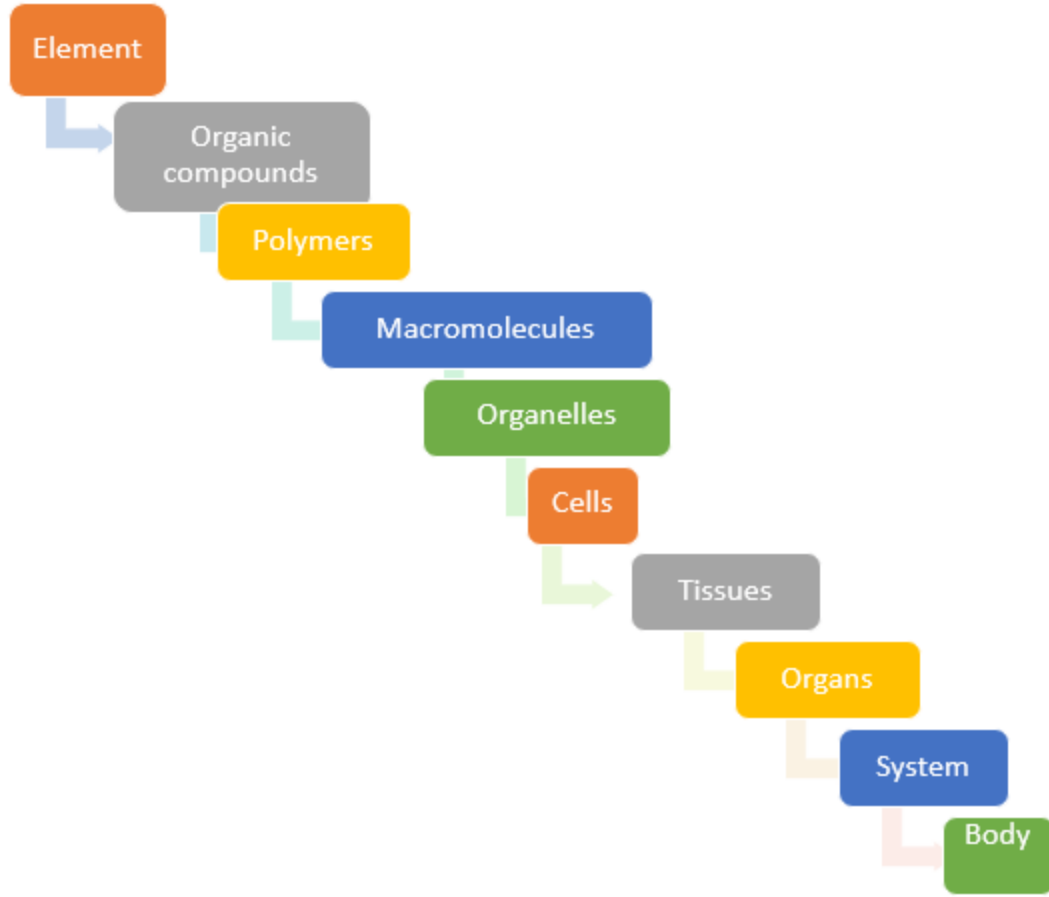 Element
Organic
compounds
Polymers
Macromolecules
Organelles
Cells
Tissues
Organs
System
Body